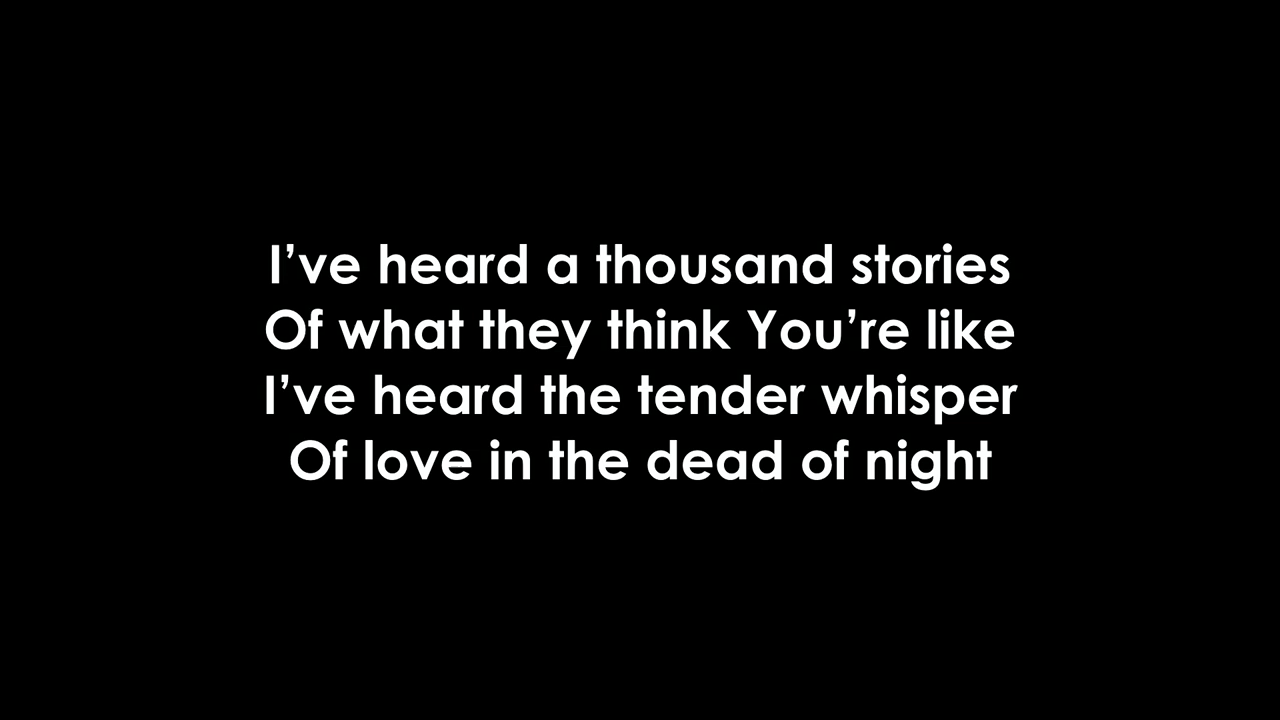 I’ve heard a thousand stories
Of what they think You’re like
I’ve heard the tender whisper
Of love in the dead of night